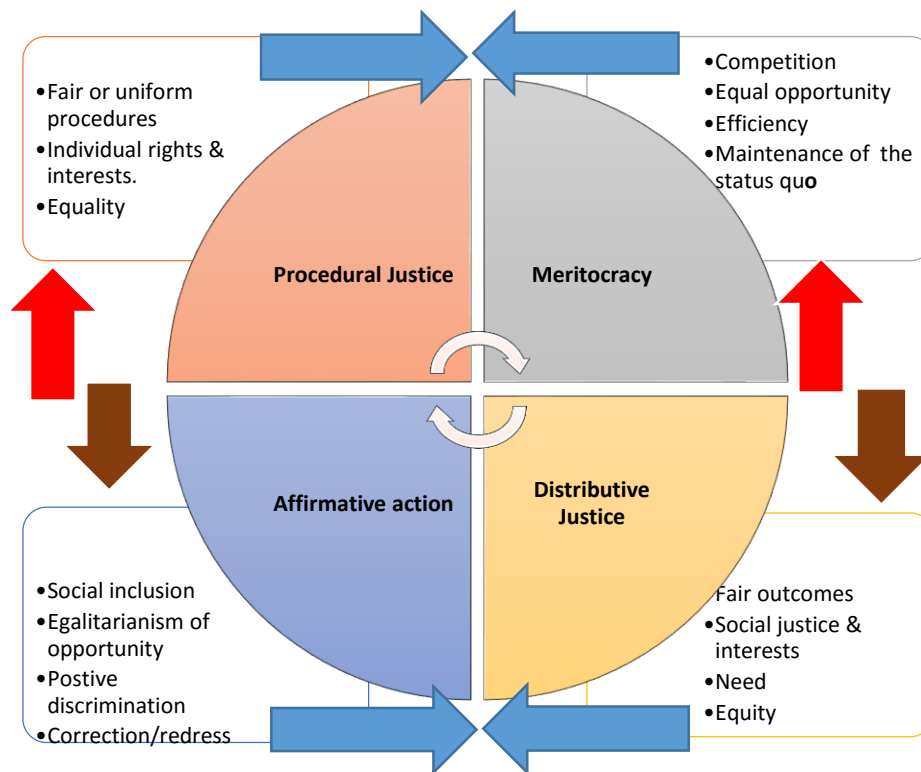 •Fair or uniform
procedures
•Individual rights &
interests.
•Equality
•Competition
•Equal opportunity
•Efficiency
•Maintenance of the
status quo
Procedural Justice
Meritocracy
Affirmative action
Distributive
Justice
•Social inclusion
•Egalitarianism of
opportunity
•Postive
discrimination
•Correction/redress
Fair outcomes
•Social justice &
interests
•Need
•Equity